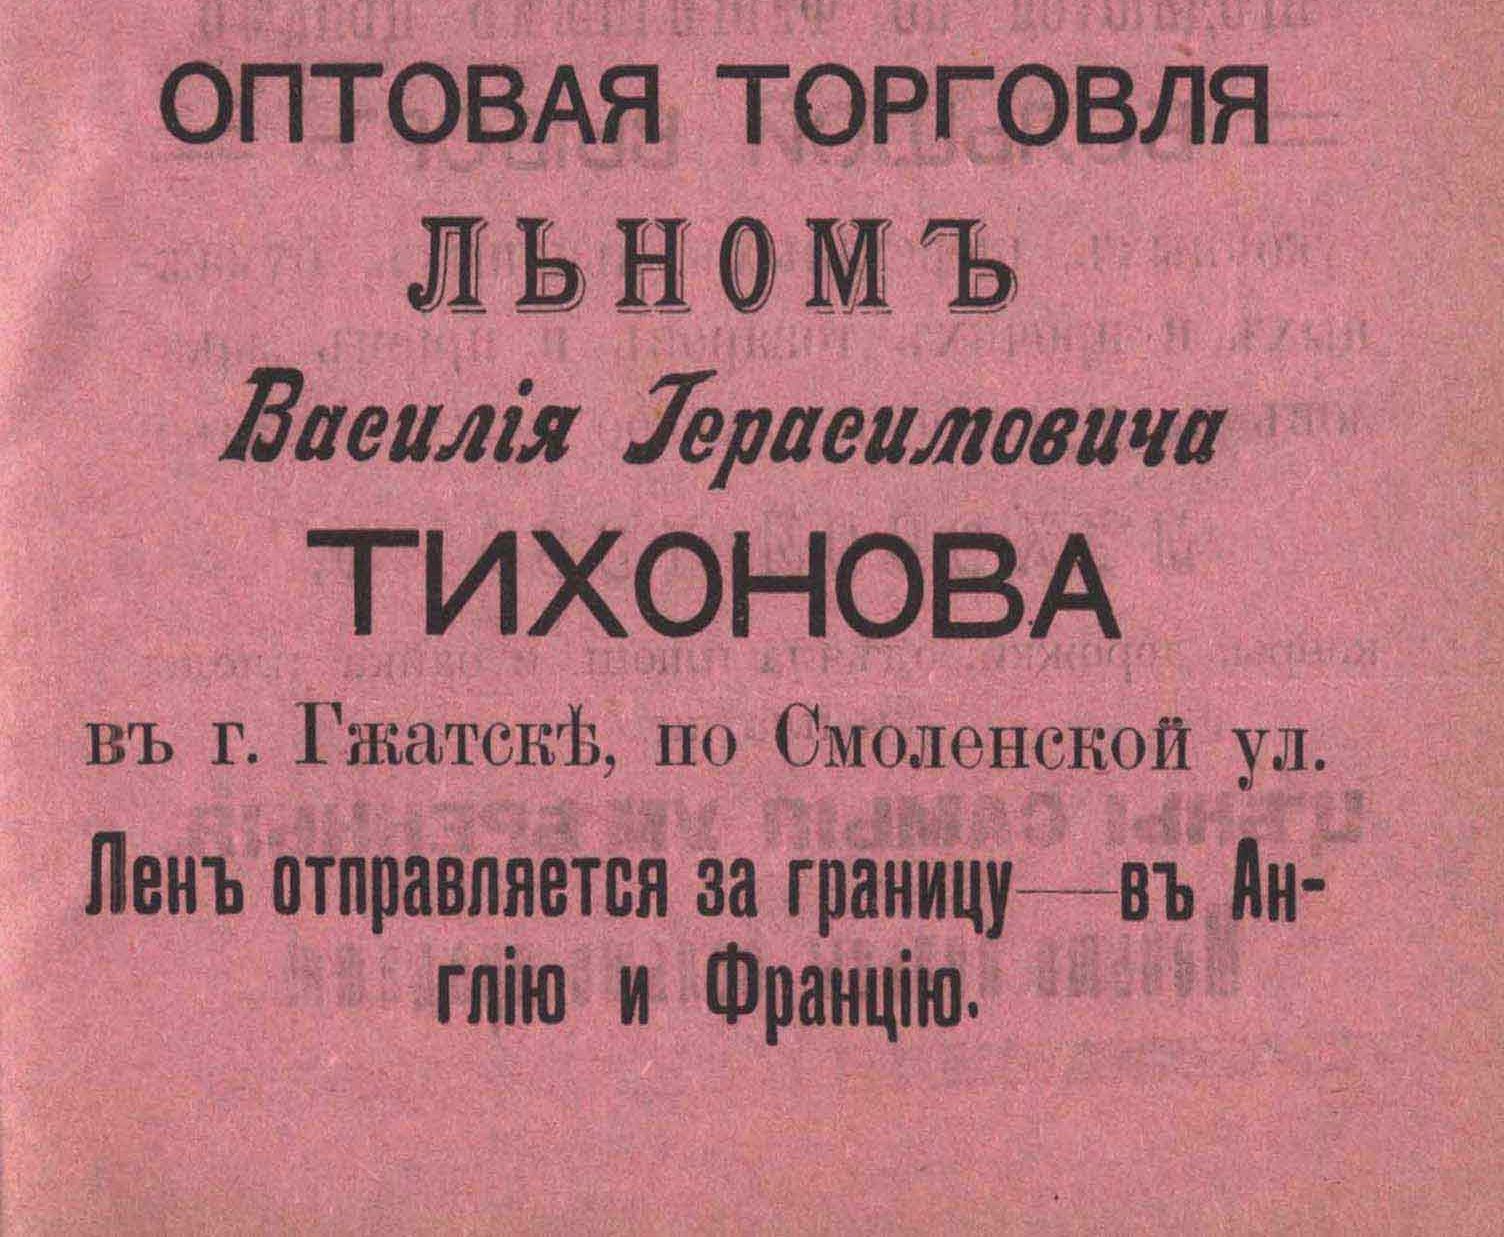 ОПТОВАЯ ТОРГОВЛЯ
ЛЬНОМЪ
Василія Герасимовича
ТИХОНОВА
въ г. Гжатскѣ, по Смоленской ул.
Ленъ отправляется за границу—въ Ан-
глію и Францію.